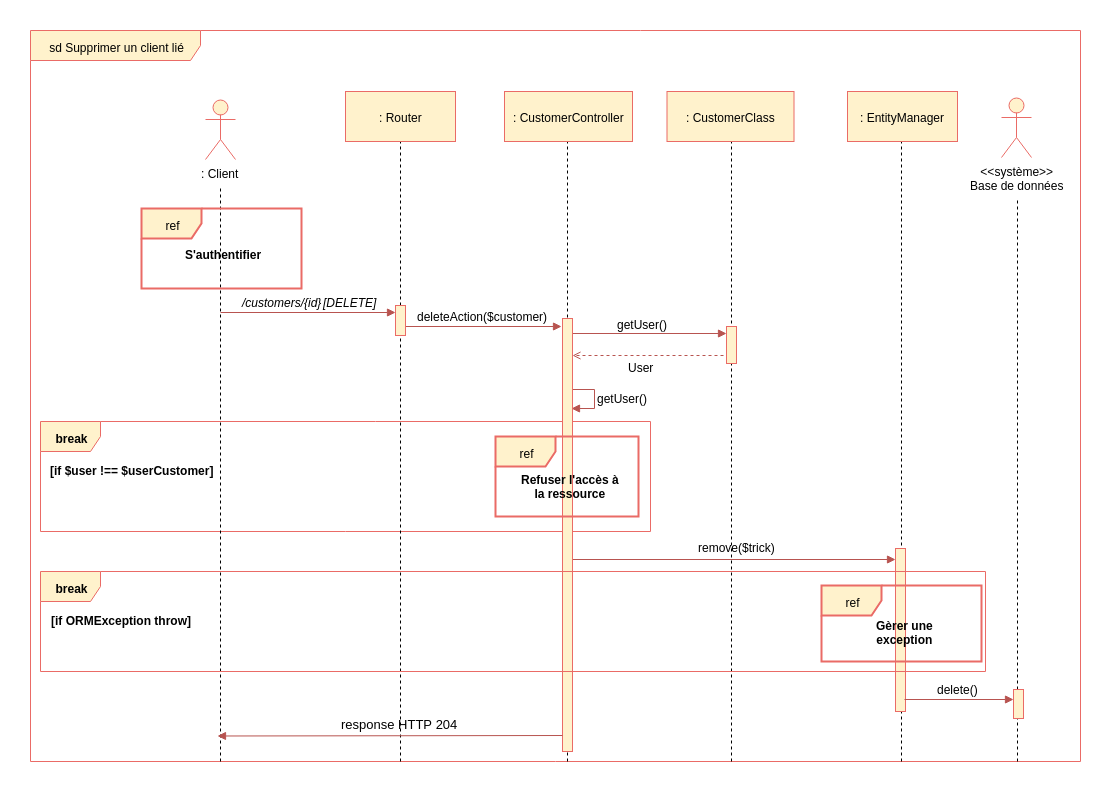 sd Supprimer un client lié
: Client
: Router
: CustomerController
: CustomerClass
: EntityManager
<<système>>
Base de données
ref
S'authentifier
/customers/{id} [DELETE]
deleteAction($customer)
getUser()
User
getUser()
break
[if $user !== $userCustomer]
ref
Refuser l'accès à
la ressource
remove($trick)
break
[if ORMException throw]
ref
Gèrer une
exception
delete()
response HTTP 204